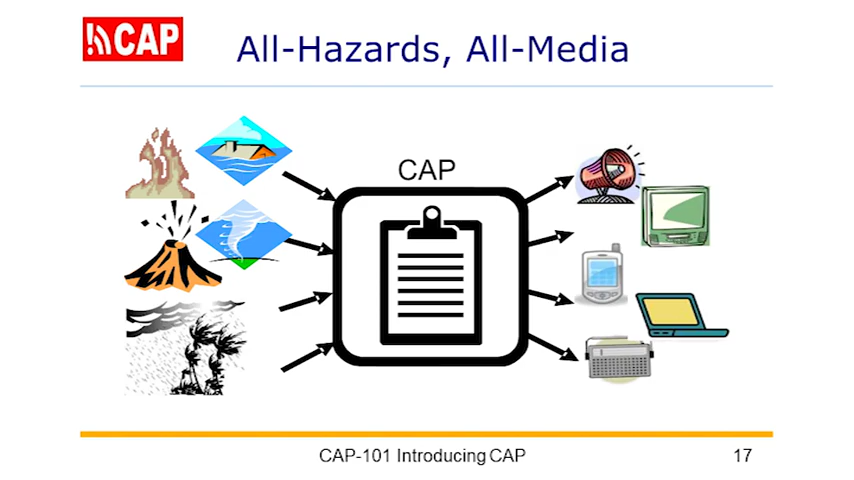 CAP
All-Hazards, All-Media
CAP
CAP-101 Introducing CAP
17